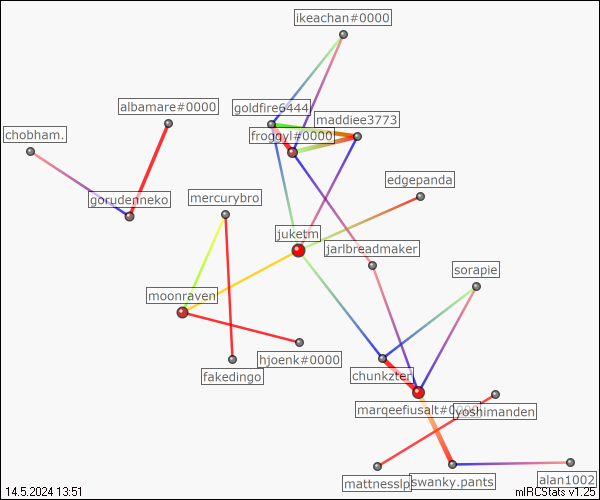 ikeachan#0000
albamare#0000
goldfire6444
maddiee3773
chobham.
froggyl#0000
edgepanda
gorudenneko
mercurybro
juketm
jarlbreadmaker
sorapie
moonraven
hjoenk#0000
fakedingo
chunkzter
marqeefiusalt#0000
yoshimanden
mattnesslp
swanky.pants
alan1002
14.5.2024 13:51
mIRCStats v1.25